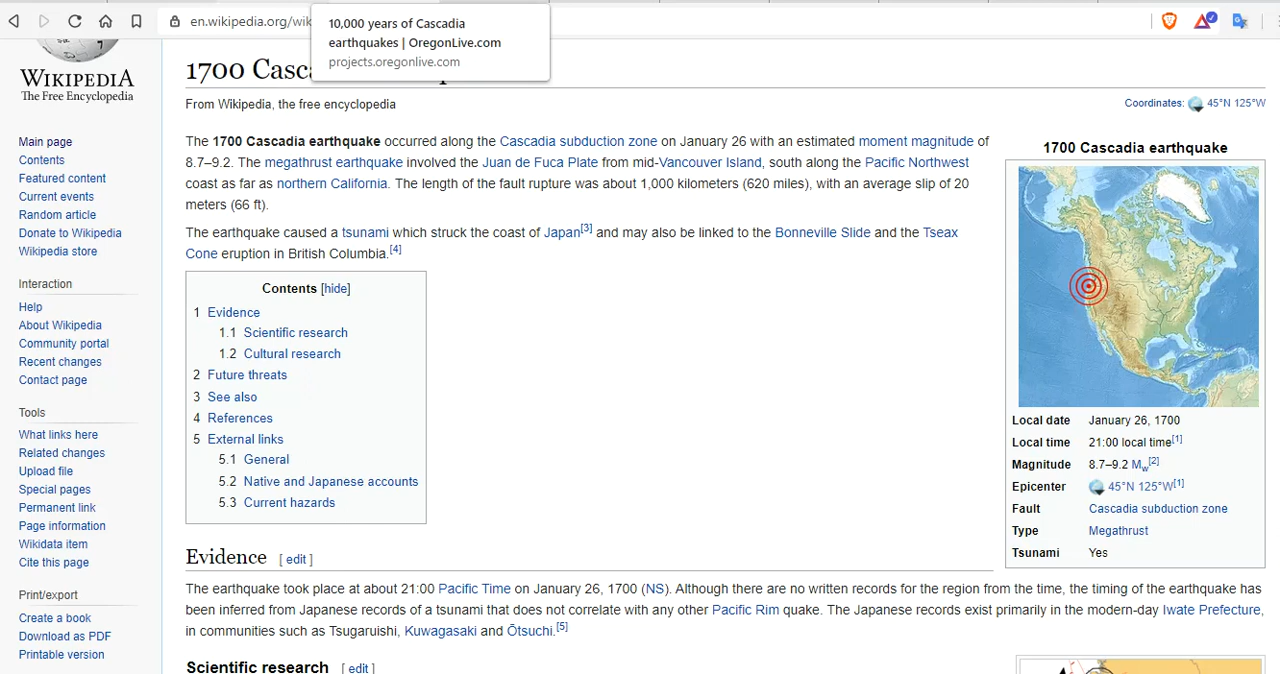 en.wikipedia.org/wik
10,000 years of Cascadia
earthquakes | OregonLive.com
projects.oregonlive.com
WIKIPEDIA
The Free Encyclopedia
Main page
Contents
Featured content
Current events
Random article
Donate to Wikipedia
Wikipedia store
Interaction
Help
About Wikipedia
Community portal
Recent changes
Contact page
Tools
What links here
Related changes
Upload file
Special pages
Permanent link
Page information
Wikidata item
Cite this page
Print/export
Create a book
Download as PDF
Printable version
1700 Casc
From Wikipedia, the free encyclopedia
Coordinates: 45°N 125°W
The 1700 Cascadia earthquake occurred along the Cascadia subduction zone on January 26 with an estimated moment magnitude of
8.7–9.2. The megathrust earthquake involved the Juan de Fuca Plate from mid-Vancouver Island, south along the Pacific Northwest
coast as far as northern California. The length of the fault rupture was about 1,000 kilometers (620 miles), with an average slip of 20
meters (66 ft).
The earthquake caused a tsunami which struck the coast of Japan[3] and may also be linked to the Bonneville Slide and the Tseax
Cone eruption in British Columbia.[4]
Contents [hide]
1 Evidence
1.1 Scientific research
1.2 Cultural research
2 Future threats
3 See also
4 References
5 External links
5.1 General
5.2 Native and Japanese accounts
5.3 Current hazards
1700 Cascadia earthquake
Local date January 26, 1700
Local time 21:00 local time[1]
Magnitude 8.7–9.2 Mw[2]
Epicenter 45°N 125°W[1]
Fault Cascadia subduction zone
Type Megathrust
Tsunami Yes
Evidence [ edit ]
The earthquake took place at about 21:00 Pacific Time on January 26, 1700 (NS). Although there are no written records for the region from the time, the timing of the earthquake has
been inferred from Japanese records of a tsunami that does not correlate with any other Pacific Rim quake. The Japanese records exist primarily in the modern-day Iwate Prefecture,
in communities such as Tsugaruishi, Kuwagasaki and Ōtsuchi.[5]
Scientific research [ edit ]